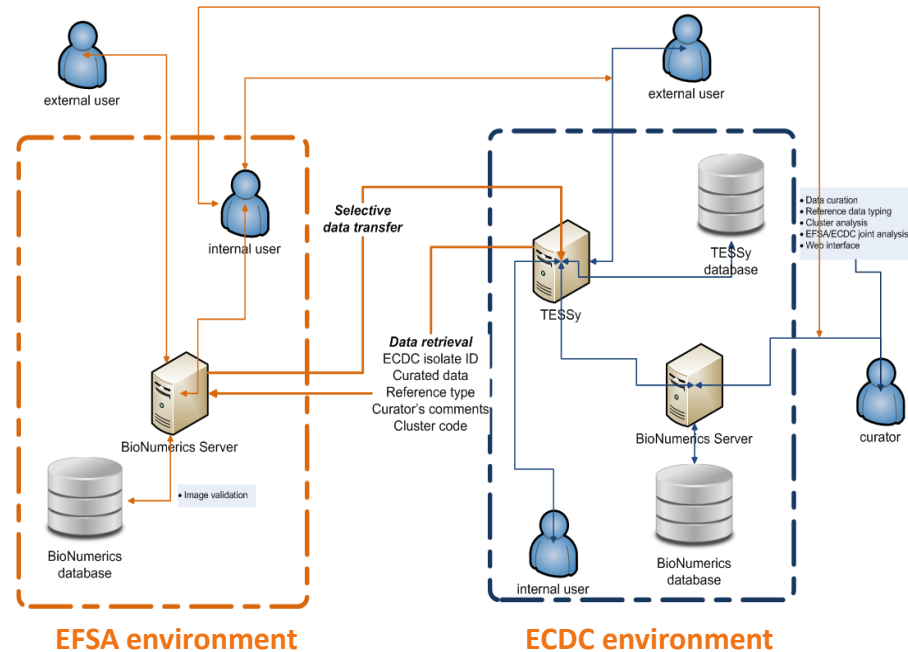 external user
external user
internal user
Selective
data transfer
TESSy
database
• Data curation
• Reference data typing
• Cluster analysis
• EFSA/ECDC joint analysis
• Web interface
TESSy
Data retrieval
ECDC isolate ID
Curated data
Reference type
Curator's comments
Cluster code
BioNumerics Server
BioNumerics Server
curator
• Image validation
BioNumerics
database
BioNumerics
database
internal user
EFSA environment
ECDC environment